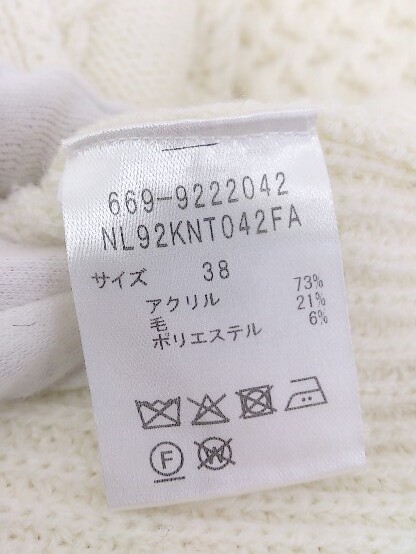 669-9222042
NL92KNT042FA
サイズ 38
アクリル 73%
毛 21%
ポリエステル 6%
F W